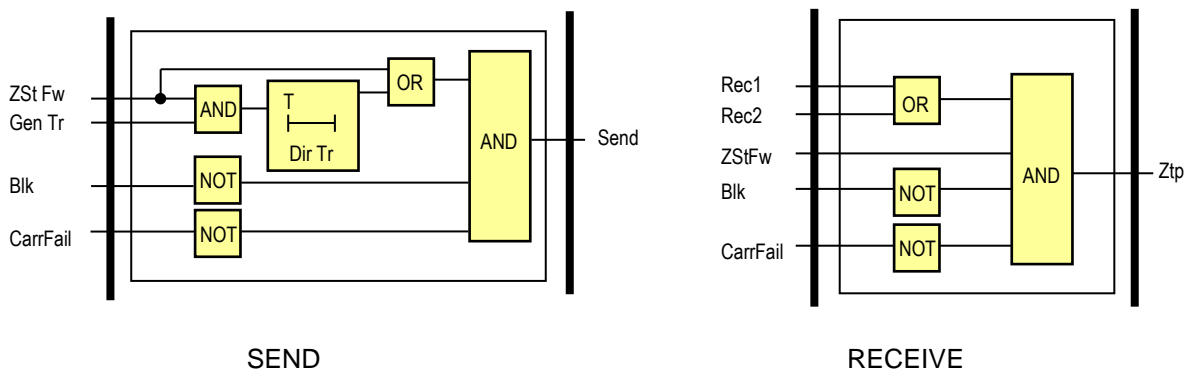 ZSt Fw
Gen Tr
Blk
CarrFail
AND
T
Dir Tr
OR
NOT
NOT
AND
Send
SEND
Rec1
Rec2
ZStFw
Blk
CarrFail
OR
NOT
NOT
AND
Ztp
RECEIVE